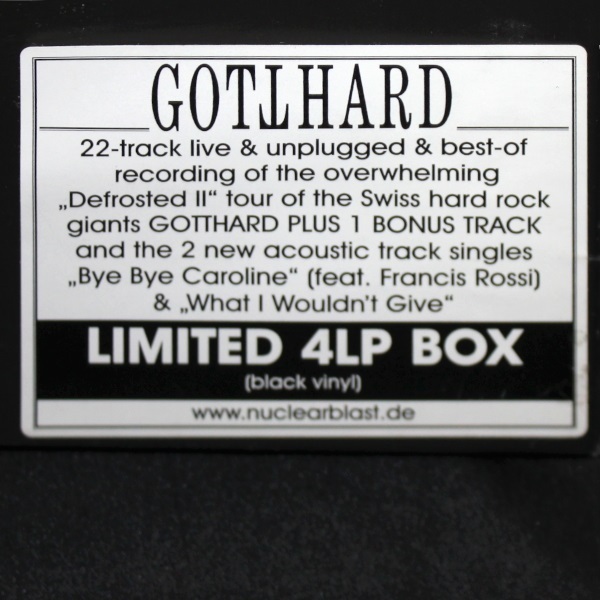 GOTTHARD
22-track live & unplugged & best-of
recording of the overwhelming
„Defrosted II“ tour of the Swiss hard rock
giants GOTTHARD PLUS 1 BONUS TRACK
and the 2 new acoustic track singles
„Bye Bye Caroline“ (feat. Francis Rossi)
& „What I Wouldn't Give“
LIMITED 4LP BOX
(black vinyl)
www.nuclearblast.de